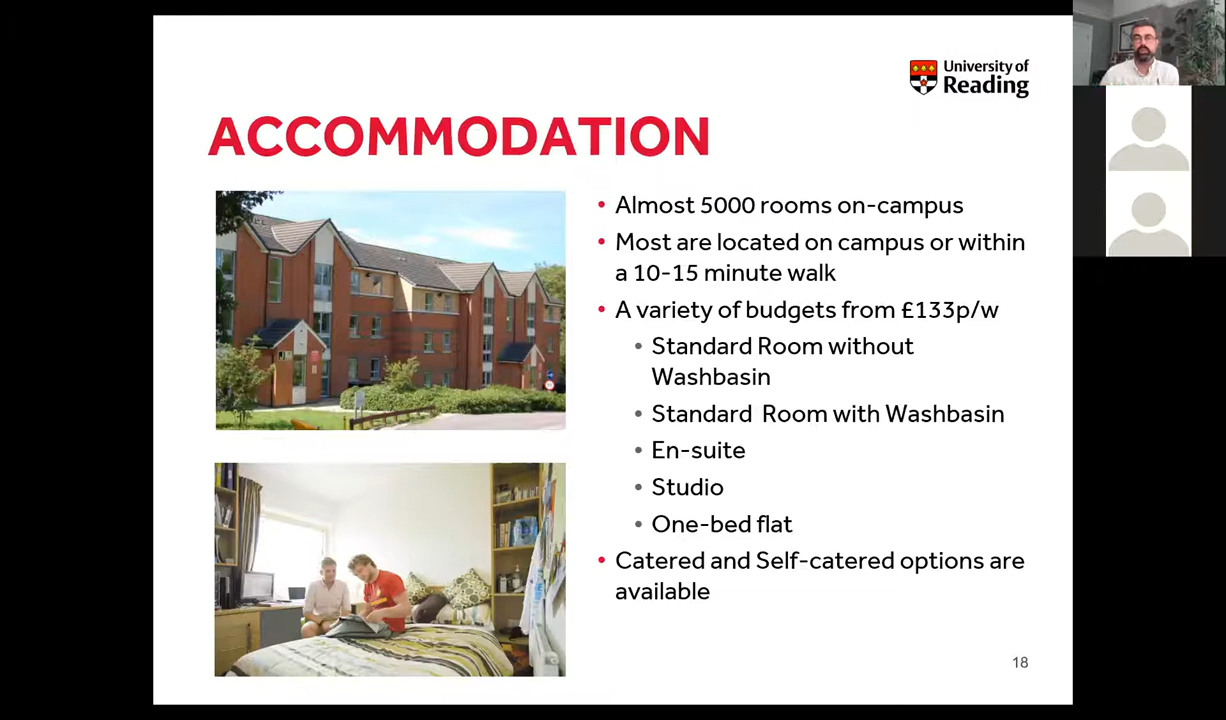 University of
Reading
ACCOMMODATION
• Almost 5000 rooms on-campus
• Most are located on campus or within
a 10-15 minute walk
• A variety of budgets from £133p/w
• Standard Room without
Washbasin
• Standard  Room with Washbasin
• En-suite
• Studio
• One-bed flat
• Catered and Self-catered options are
available
18